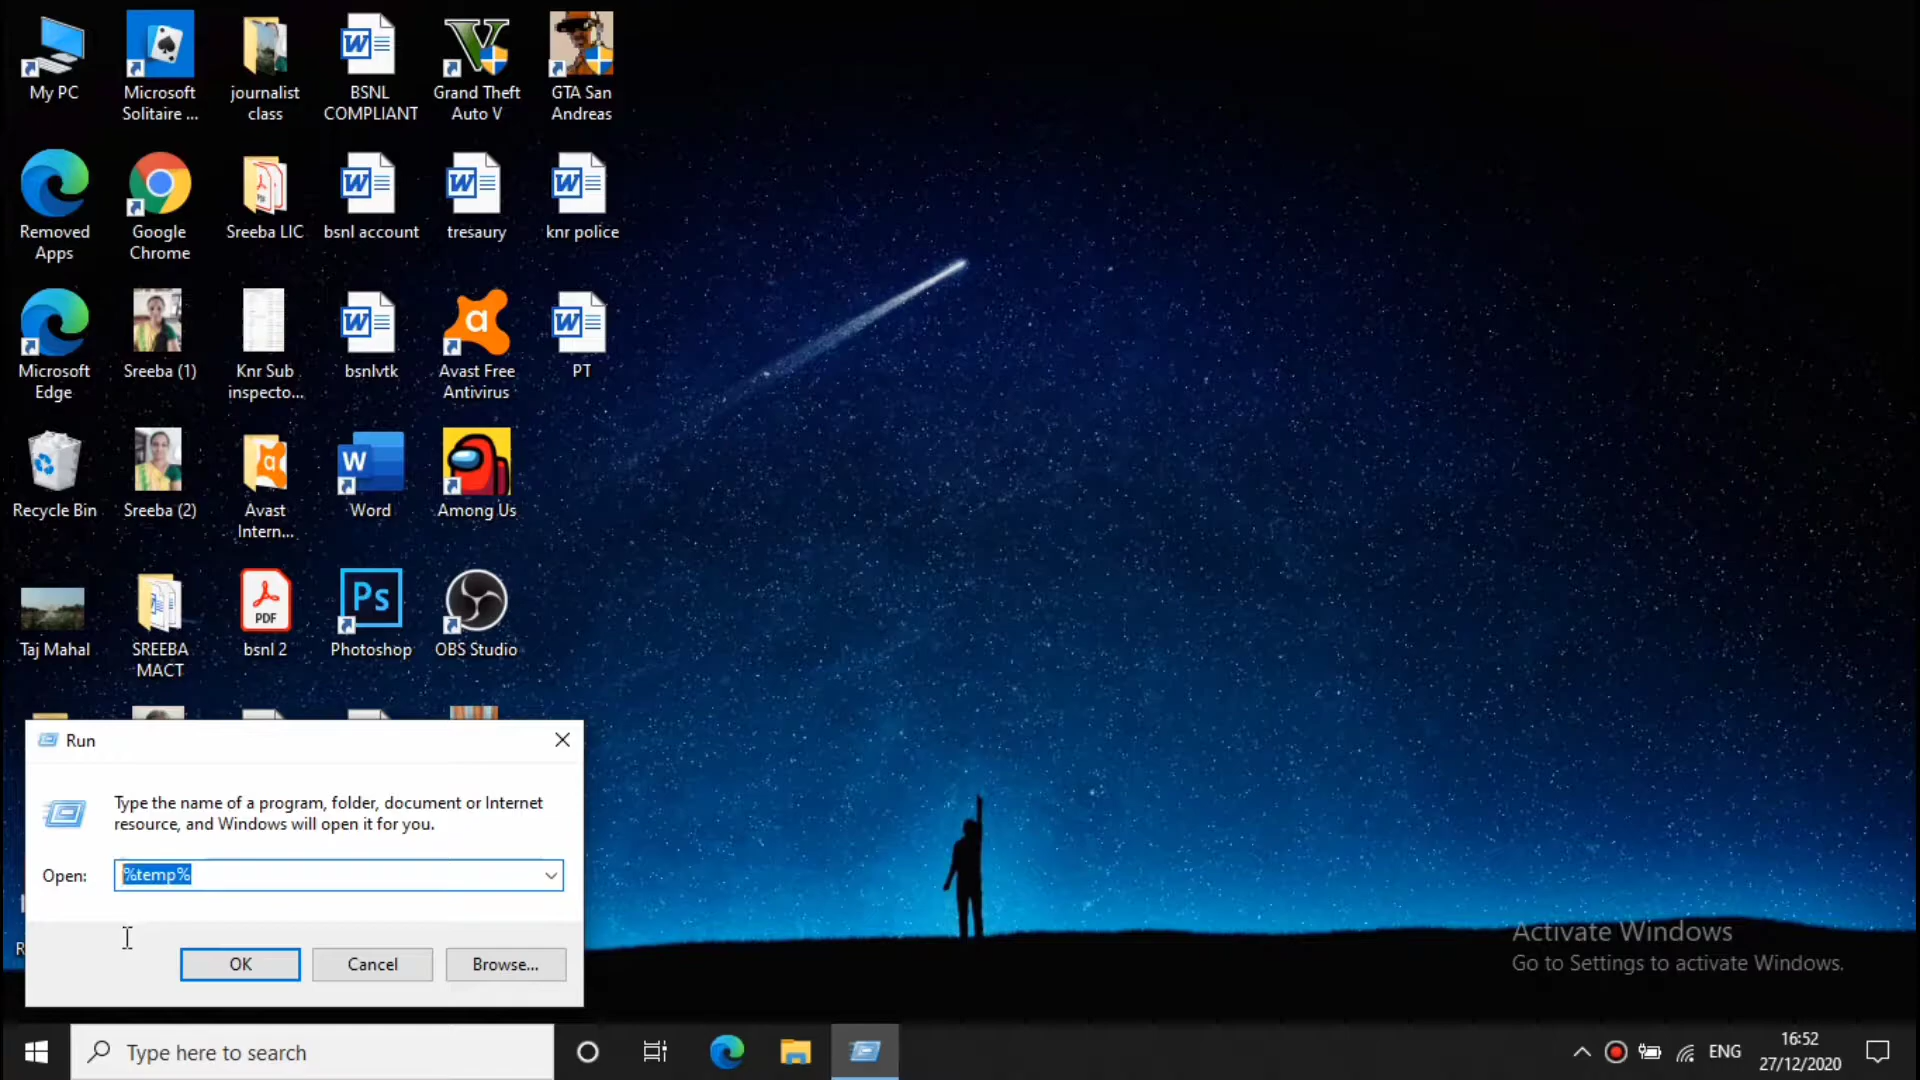 My PC
Microsoft
Solitaire ...
journalist
class
BSNL
COMPLIANT
Grand Theft
Auto V
GTA San
Andreas
Removed
Apps
Google
Chrome
Sreeba LIC
bsnl account
tresaury
knr police
Microsoft
Edge
Sreeba (1)
Knr Sub
inspecto...
bsnlvtk
Avast Free
Antivirus
PT
Recycle Bin
Sreeba (2)
Avast
Intern...
Word
Among Us
Taj Mahal
SREEBA
MACT
PDF
bsnl 2
Ps
Photoshop
OBS Studio
Run
Type the name of a program, folder, document or Internet
resource, and Windows will open it for you.
Open:
%temp%
OK
Cancel
Browse...
Activate Windows
Go to Settings to activate Windows.
Type here to search
ENG
16:52
27/12/2020